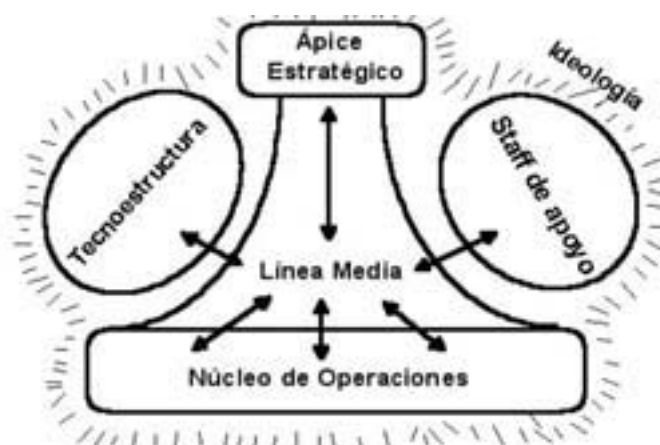 Ápice
Estratégico
Ideología
Tecnoestructura
Staff de apoyo
Línea Media
Núcleo de Operaciones